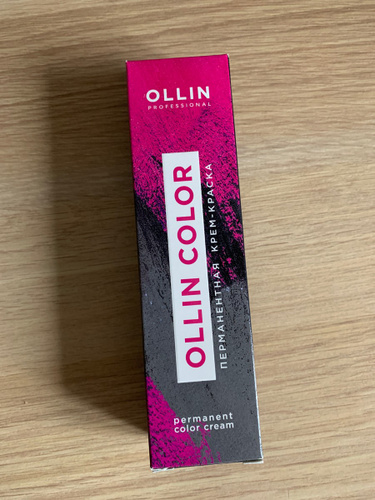 OLLIN
PROFESSIONAL
OLLIN COLOR
ПЕРМАНЕНТНАЯ КРЕМ-КРАСКА
permanent
color cream